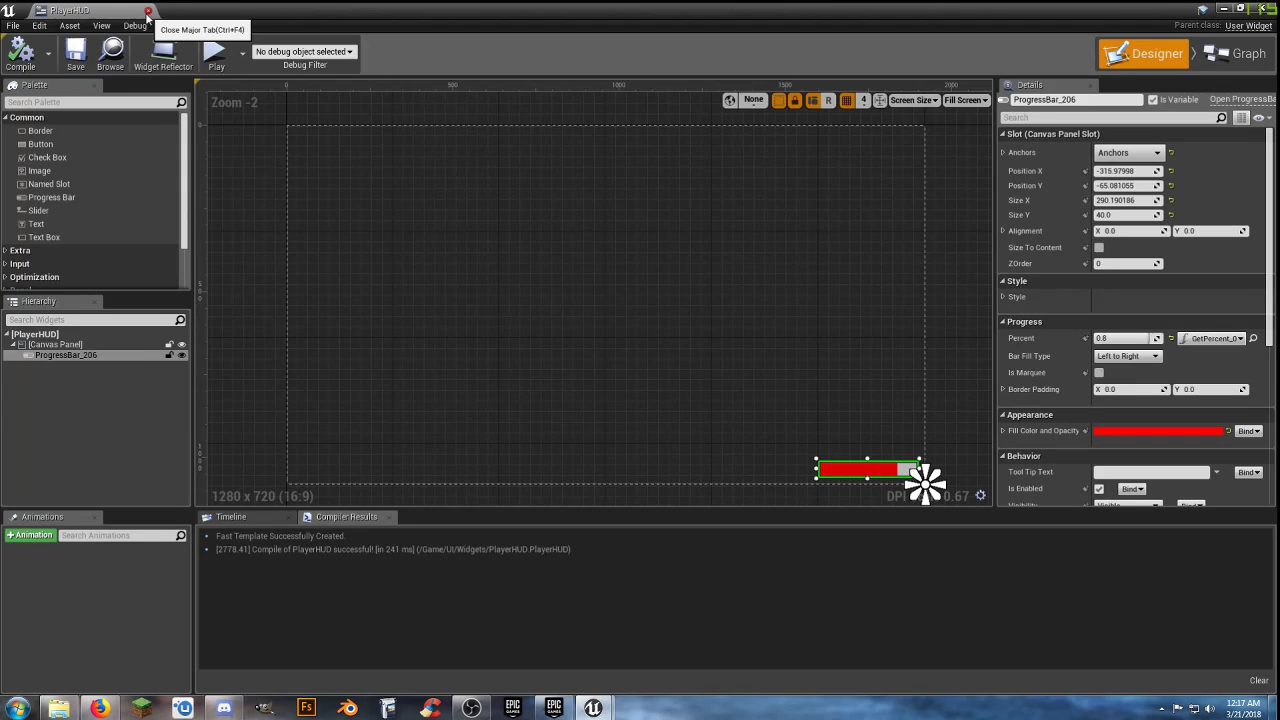 PlayerHUD
File Edit Asset View Debug
Close Major Tab(Ctrl+F4)
Parent class: User Widget
Compile
Save
Browse
Widget Reflector
Play
No debug object selected
Debug Filter
Designer
Graph
Palette
Search Palette
Common
Border
Button
Check Box
Image
Named Slot
Progress Bar
Slider
Text
Text Box
Extra
Input
Optimization
Hierarchy
Search Widgets
[PlayerHUD]
[Canvas Panel]
ProgressBar_206
Animations
Animation
Search Animations
0 500 1000 1500 2000
Zoom -2
None R 4 Screen Size Fill Screen
1280 x 720 (16:9)
Timeline
Compiler Results
Fast Template Successfully Created.
[2778.41] Compile of PlayerHUD successful! [in 241 ms] (/Game/UI/Widgets/PlayerHUD.PlayerHUD)
Clear
Details
ProgressBar_206 Is Variable Open ProgressBa
Search
Slot (Canvas Panel Slot)
Anchors Anchors
Position X -315.97998
Position Y -65.081055
Size X 290.190186
Size Y 40.0
Alignment X 0.0 Y 0.0
Size To Content
ZOrder 0
Style
Style
Progress
Percent 0.8 GetPercent_0
Bar Fill Type Left to Right
Is Marquee
Border Padding X 0.0 Y 0.0
Appearance
Fill Color and Opacity Bind
Behavior
Tool Tip Text Bind
Is Enabled Bind
Fs
EPIC GAMES
EPIC GAMES
12:17 AM
3/21/2018